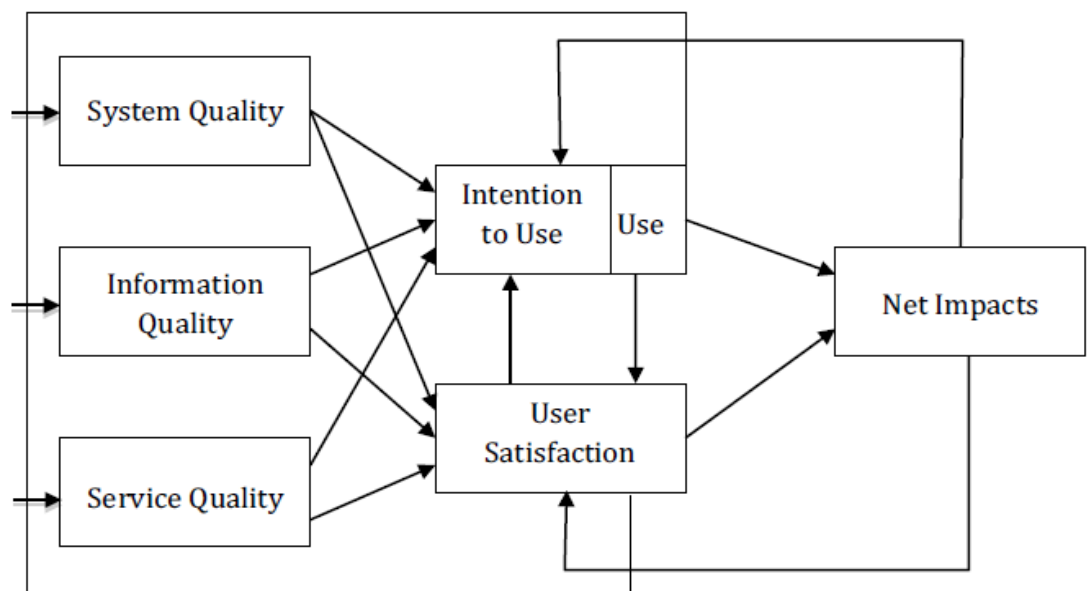 System Quality
Intention
to Use
Use
Information
Quality
Net Impacts
User
Satisfaction
Service Quality